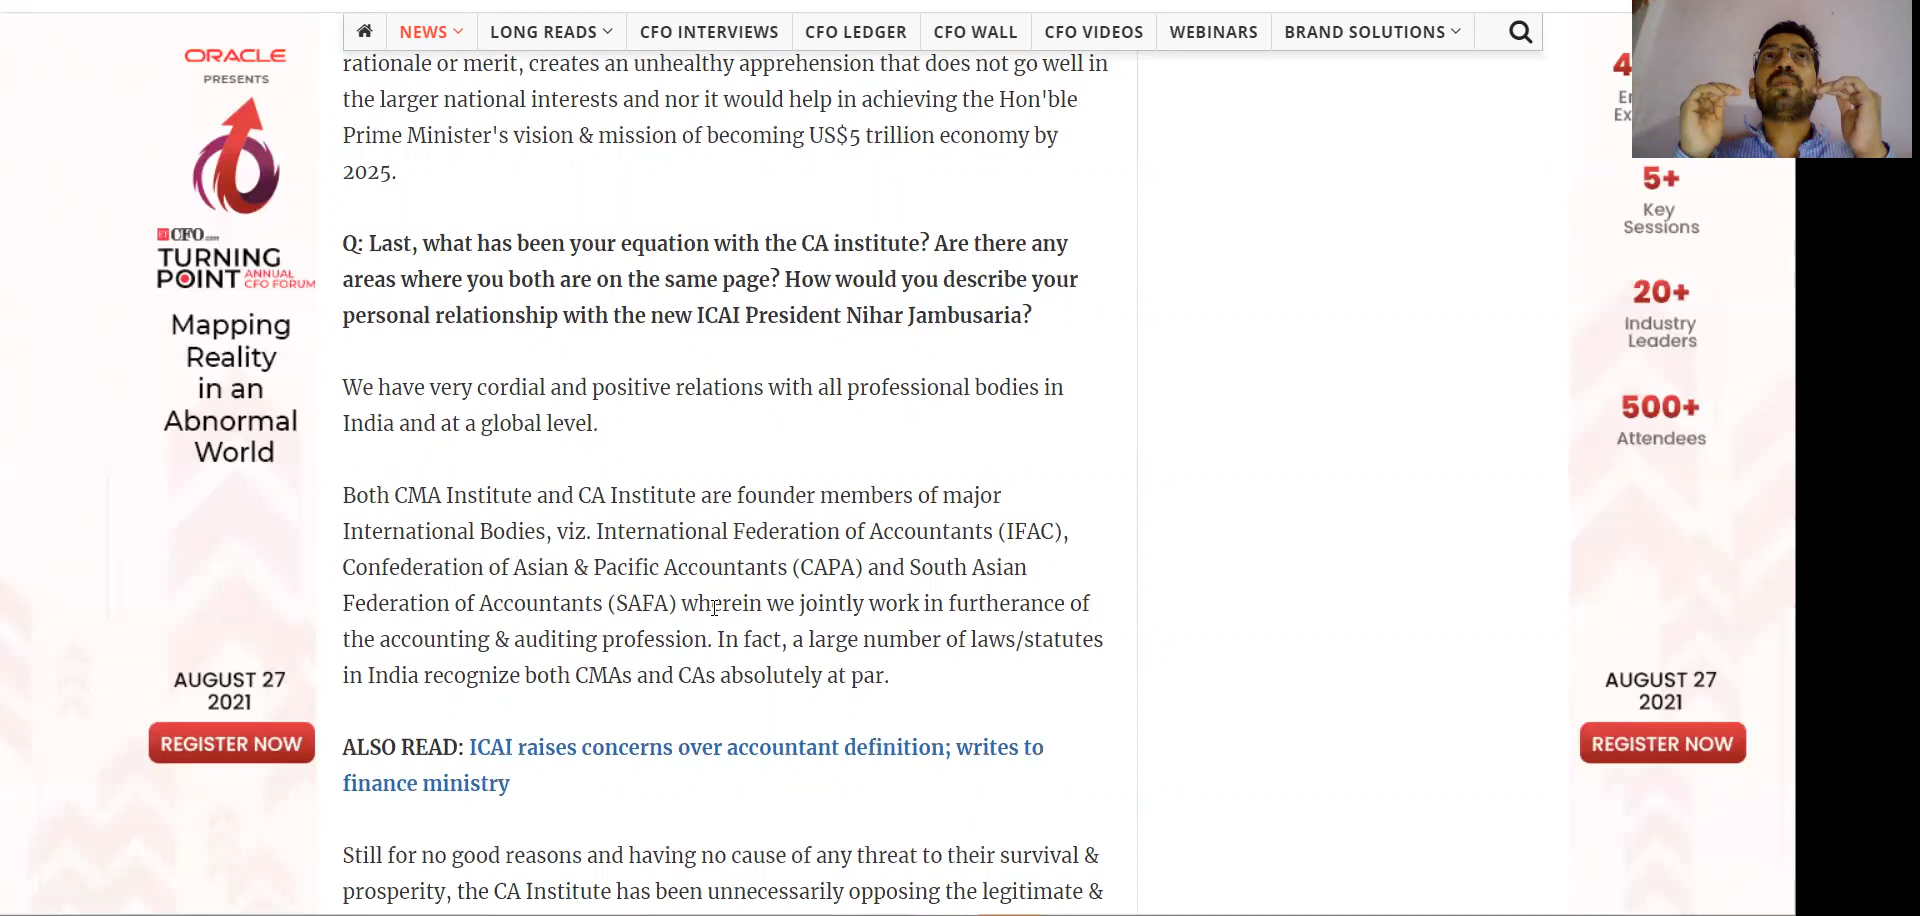 NEWS
LONG READS
CFO INTERVIEWS
CFO LEDGER
CFO WALL
CFO VIDEOS
WEBINARS
BRAND SOLUTIONS
ORACLE
PRESENTS
ET CFO.com
TURNING
POINT ANNUAL
CFO FORUM
Mapping
Reality
in an
Abnormal
World
AUGUST 27
2021
REGISTER NOW
rationale or merit, creates an unhealthy apprehension that does not go well in
the larger national interests and nor it would help in achieving the Hon'ble
Prime Minister's vision & mission of becoming US$5 trillion economy by
2025.
Q: Last, what has been your equation with the CA institute? Are there any
areas where you both are on the same page? How would you describe your
personal relationship with the new ICAI President Nihar Jambusaria?
We have very cordial and positive relations with all professional bodies in
India and at a global level.
Both CMA Institute and CA Institute are founder members of major
International Bodies, viz. International Federation of Accountants (IFAC),
Confederation of Asian & Pacific Accountants (CAPA) and South Asian
Federation of Accountants (SAFA) wherein we jointly work in furtherance of
the accounting & auditing profession. In fact, a large number of laws/statutes
in India recognize both CMAs and CAs absolutely at par.
ALSO READ: ICAI raises concerns over accountant definition; writes to
finance ministry
Still for no good reasons and having no cause of any threat to their survival &
prosperity, the CA Institute has been unnecessarily opposing the legitimate &
5+
Key
Sessions
20+
Industry
Leaders
500+
Attendees
AUGUST 27
2021
REGISTER NOW